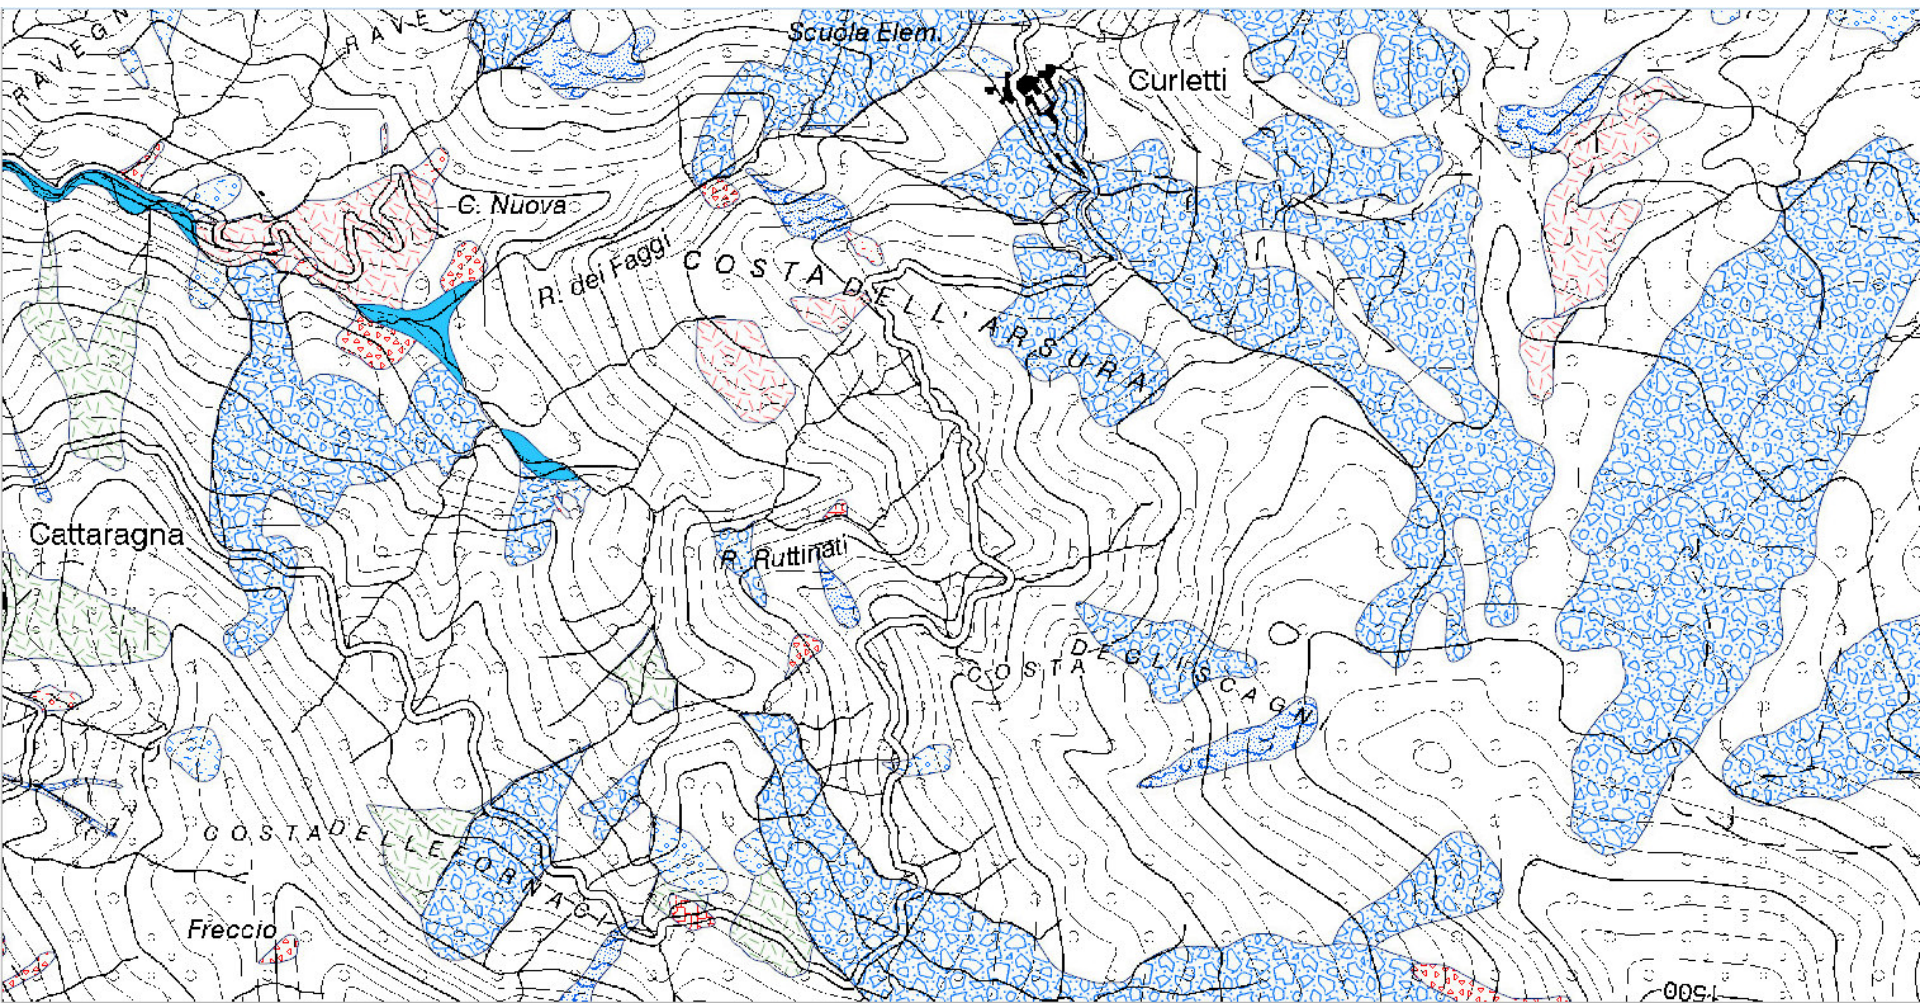 RAVEGN
RAVEG
Scuola Elem.
Curletti
C. Nuova
R. dei Faggi
COSTA DELL'ARSURA
Cattaragna
R. Ruttinati
COSTA DEGLI SCAGNI
COSTA DELLE FORNACI
Freccio
1500